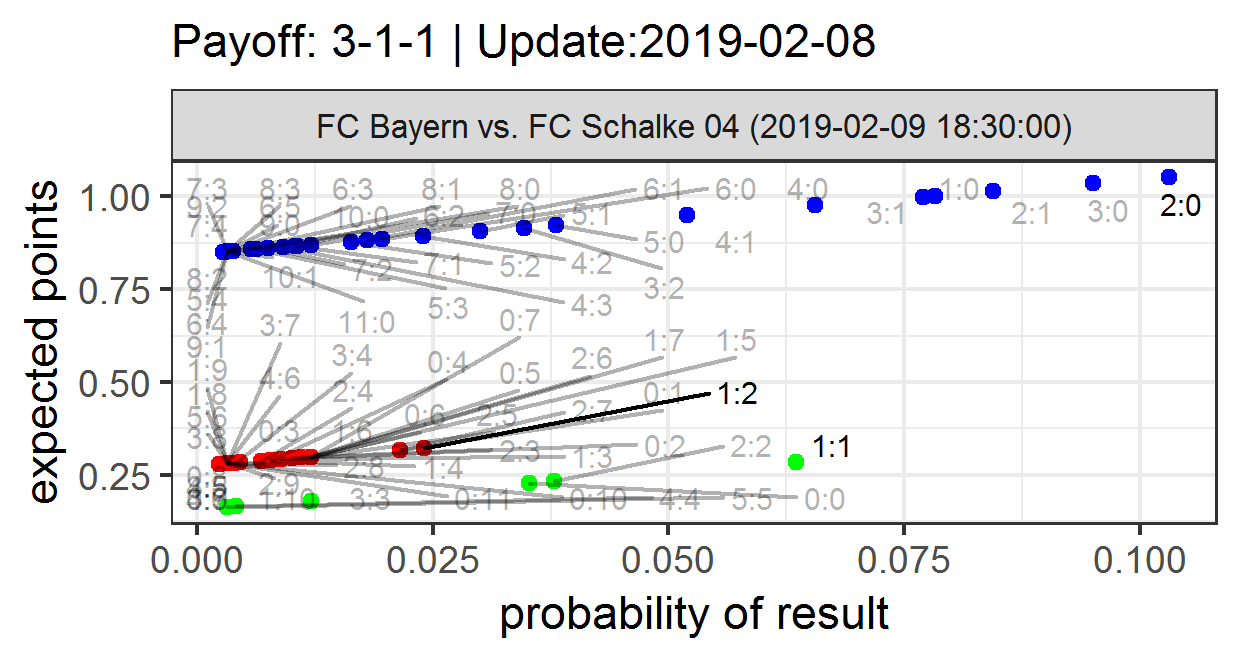 Payoff: 3-1-1 | Update:2019-02-08
FC Bayern vs. FC Schalke 04 (2019-02-09 18:30:00)
expected points
1.00
0.75
0.50
0.25
7:3 8:3 6:3 8:1 8:0 6:1 6:0 4:0 1:0
10:0 6:2 7:0 5:1 3:1 2:1 3:0 2:0
7:4
5:0 4:1
10:1 7:2 7:1 5:2 4:2
8:2 3:2
5:4 5:3 4:3
6:4 3:7 11:0 0:7
9:1 3:4 1:7 1:5
1:9 4:6 0:4 2:6
1:8 2:4 0:5 0:1 1:2
0:6 2:5 2:7
3:6 0:3 1:6 2:3 1:3 0:2 2:2 1:1
2:8 1:4
2:9
1:10 3:3 0:11 0:10 4:4 5:5 0:0
0.000 0.025 0.050 0.075 0.100
probability of result